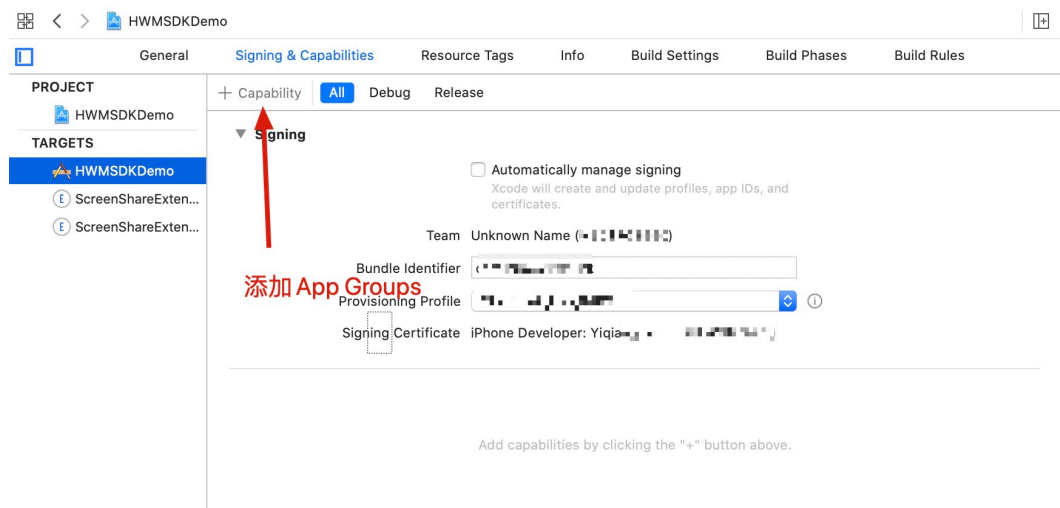 HWMSDKDemo
General Signing & Capabilities Resource Tags Info Build Settings Build Phases Build Rules
PROJECT
+ Capability All Debug Release
HWMSDKDemo
TARGETS
Signing
HWMSDKDemo
Automatically manage signing
Xcode will create and update profiles, app IDs, and
certificates.
E ScreenShareExten...
E ScreenShareExten...
Team Unknown Name (
Bundle Identifier
添加 App Groups
Provisioning Profile
Signing Certificate iPhone Developer: Yiqia
Add capabilities by clicking the "+" button above.